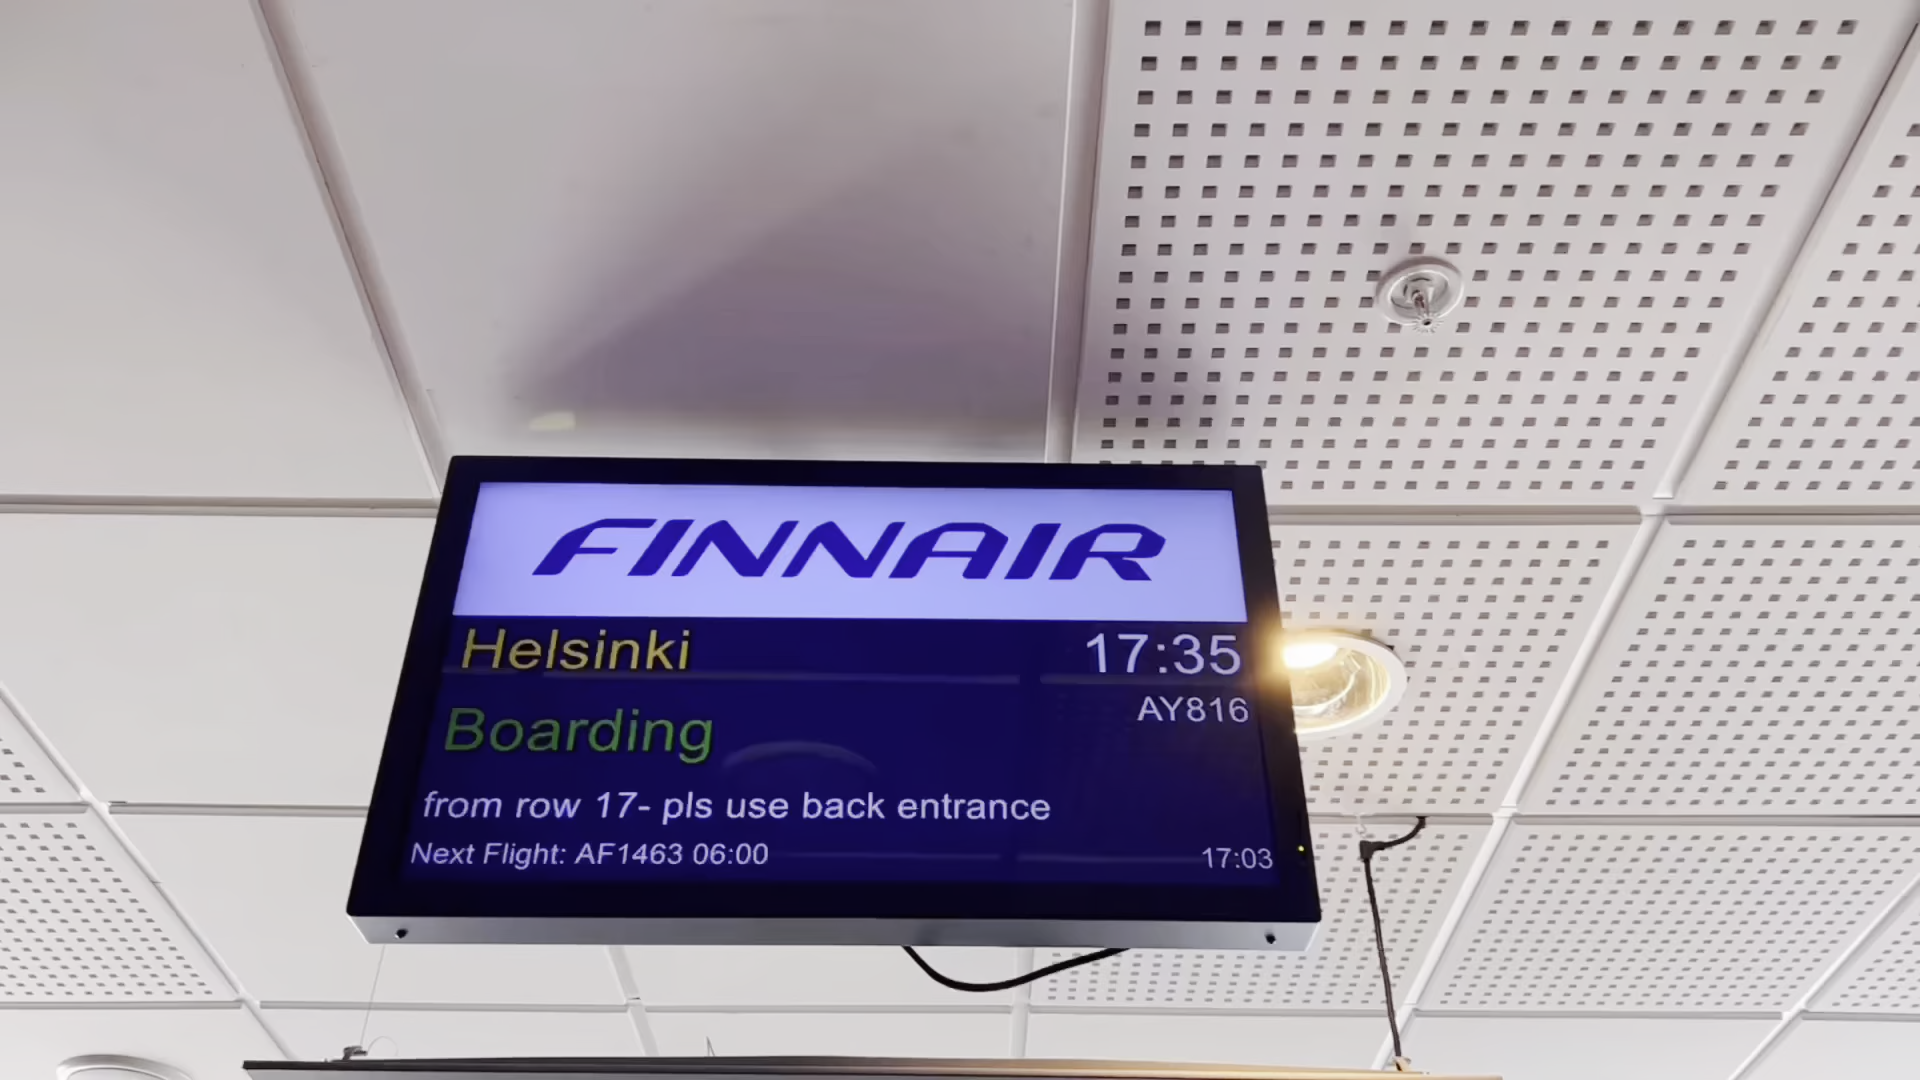 FINNAIR
Helsinki 17:35
AY816
Boarding
from row 17- pls use back entrance
Next Flight: AF1463 06:00 17:03